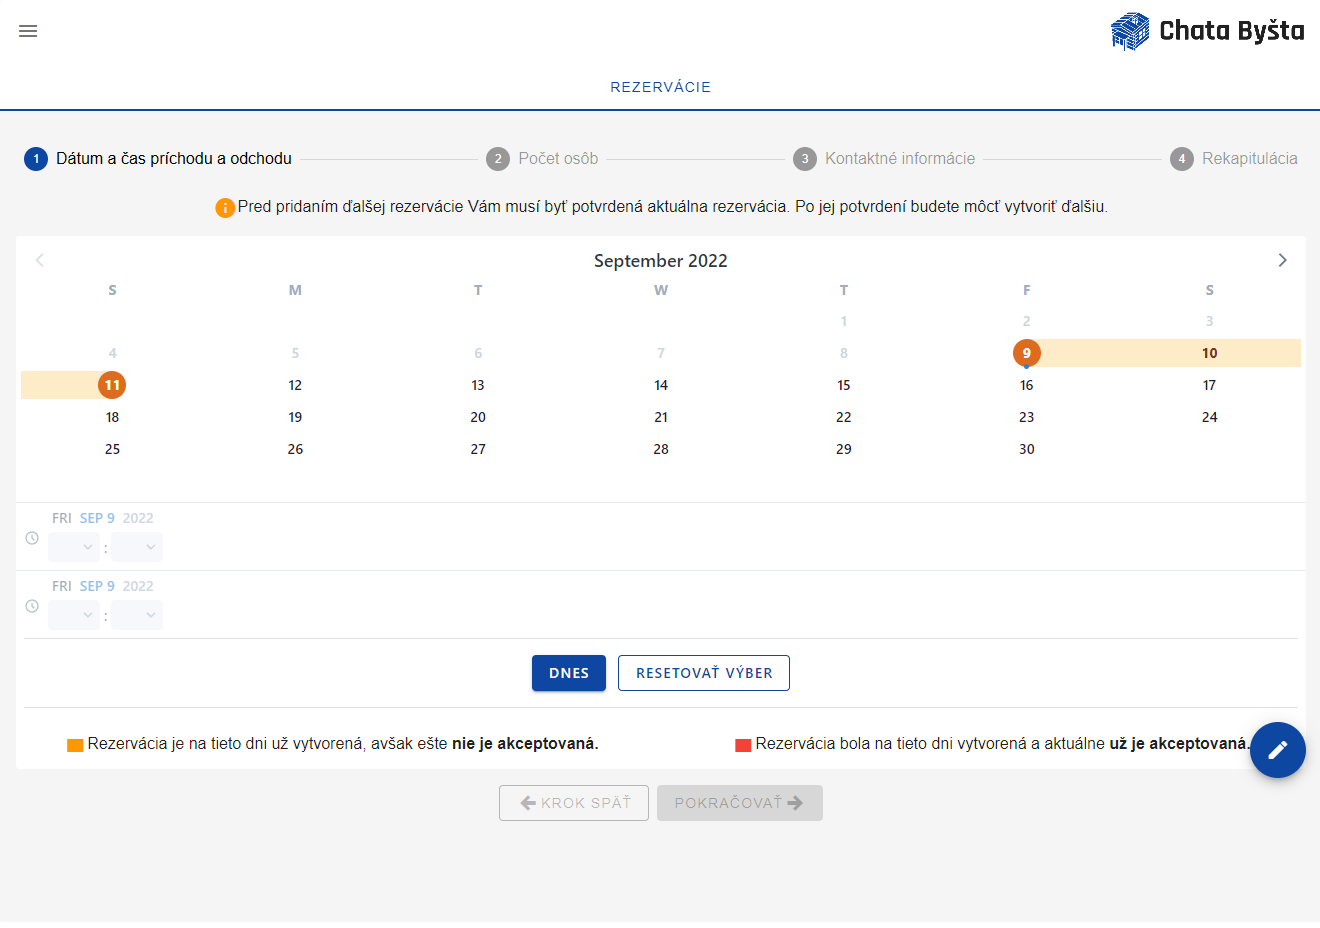 Chata Byšta
REZERVÁCIE
1 Dátum a čas príchodu a odchodu 2 Počet osôb 3 Kontaktné informácie 4 Rekapitulácia
Pred pridaním ďalšej rezervácie Vám musí byť potvrdená aktuálna rezervácia. Po jej potvrdení budete môcť vytvoriť ďalšiu.
September 2022
S M T W T F S
1 2 3
4 5 6 7 8 9 10
11 12 13 14 15 16 17
18 19 20 21 22 23 24
25 26 27 28 29 30
FRI SEP 9 2022
:
FRI SEP 9 2022
:
DNES RESETOVAŤ VÝBER
Rezervácia je na tieto dni už vytvorená, avšak ešte nie je akceptovaná. Rezervácia bola na tieto dni vytvorená a aktuálne už je akceptovaná.
KROK SPÄŤ POKRAČOVAŤ